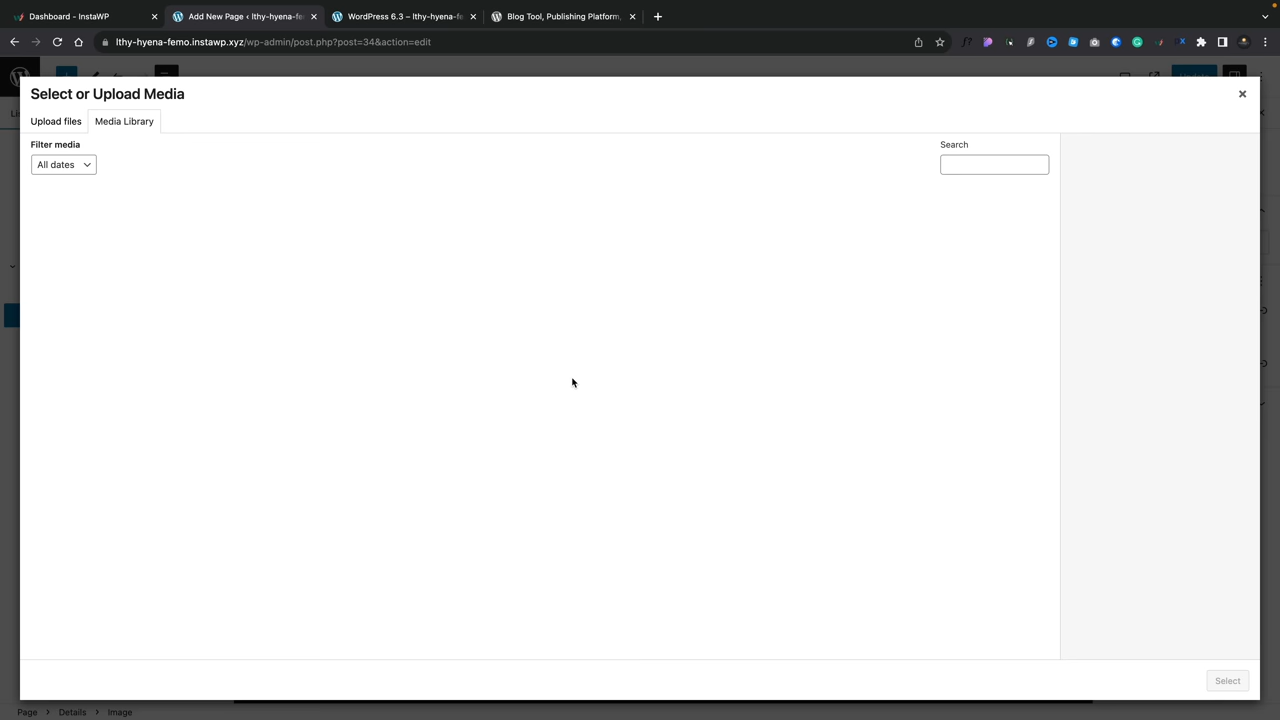 Dashboard - InstaWP
Add New Page ‹ lthy-hyena-fe
WordPress 6.3 – lthy-hyena-fe
Blog Tool, Publishing Platform,
lthy-hyena-femo.instawp.xyz/wp-admin/post.php?post=34&action=edit
Select or Upload Media
Upload files
Media Library
Filter media
Search
All dates
Select
Page
Details
Image